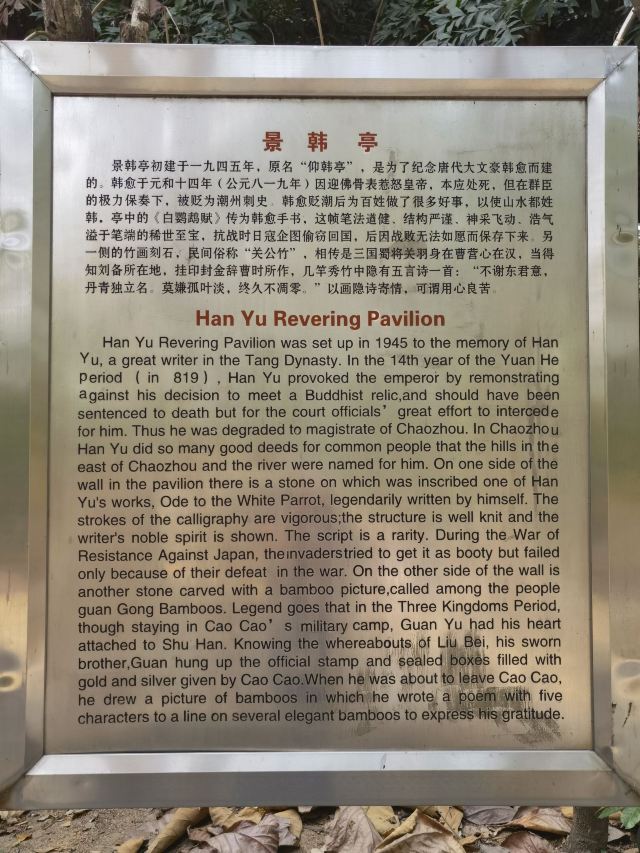 景韩亭
景韩亭初建于一九四五年，原名“仰韩亭”，是为了纪念唐代大文豪韩愈而建
的。韩愈于元和十四年（公元八一九年）因迎佛骨表惹怒皇帝，本应处死，但在群臣
的极力保奏下，被贬为潮州刺史。韩愈贬潮后为百姓做了很多好事，以使山水都姓
韩，亭中的《白鹦鹉赋》传为韩愈手书，这帧笔法道健、结构严谨、神采飞动、浩气
溢于笔端的稀世至宝，抗战时日寇企图偷窃回国，后因战败无法如愿而保存下来。另
一侧的竹画刻石，民间俗称“关公竹”，相传是三国蜀将关羽身在曹营心在汉，当得
知刘备所在地，挂印封金辞曹时所作，几竿秀竹中隐有五言诗一首：“不谢东君意，
丹青独立名。莫嫌孤叶淡，终久不凋零。”以画隐诗寄情，可谓用心良苦。
Han Yu Revering Pavilion
Han Yu Revering Pavilion was set up in 1945 to the memory of Han
Yu, a great writer in the Tang Dynasty. In the 14th year of the Yuan He
period ( in 819) , Han Yu provoked the emperor by remonstrating
against his decision to meet a Buddhist relic,and should have been
sentenced to death but for the court officials’ great effort to intercede
for him. Thus he was degraded to magistrate of Chaozhou. In Chaozhou
Han Yu did so many good deeds for common people that the hills in the
east of Chaozhou and the river were named for him. On one side of the
wall in the pavilion there is a stone on which was inscribed one of Han
Yu's works, Ode to the White Parrot, legendarily written by himself. The
strokes of the calligraphy are vigorous;the structure is well knit and the
writer's noble spirit is shown. The script is a rarity. During the War of
Resistance Against Japan, theinvaderstried to get it as booty but failed
only because of their defeat in the war. On the other side of the wall is
another stone carved with a bamboo picture,called among the people
guan Gong Bamboos. Legend goes that in the Three Kingdoms Period,
though staying in Cao Cao’s military camp, Guan Yu had his heart
attached to Shu Han. Knowing the whereabouts of Liu Bei, his sworn
brother,Guan hung up the official stamp and sealed boxes filled with
gold and silver given by Cao Cao.When he was about to leave Cao Cao,
he drew a picture of bamboos in which he wrote a poem with five
characters to a line on several elegant bamboos to express his gratitude.